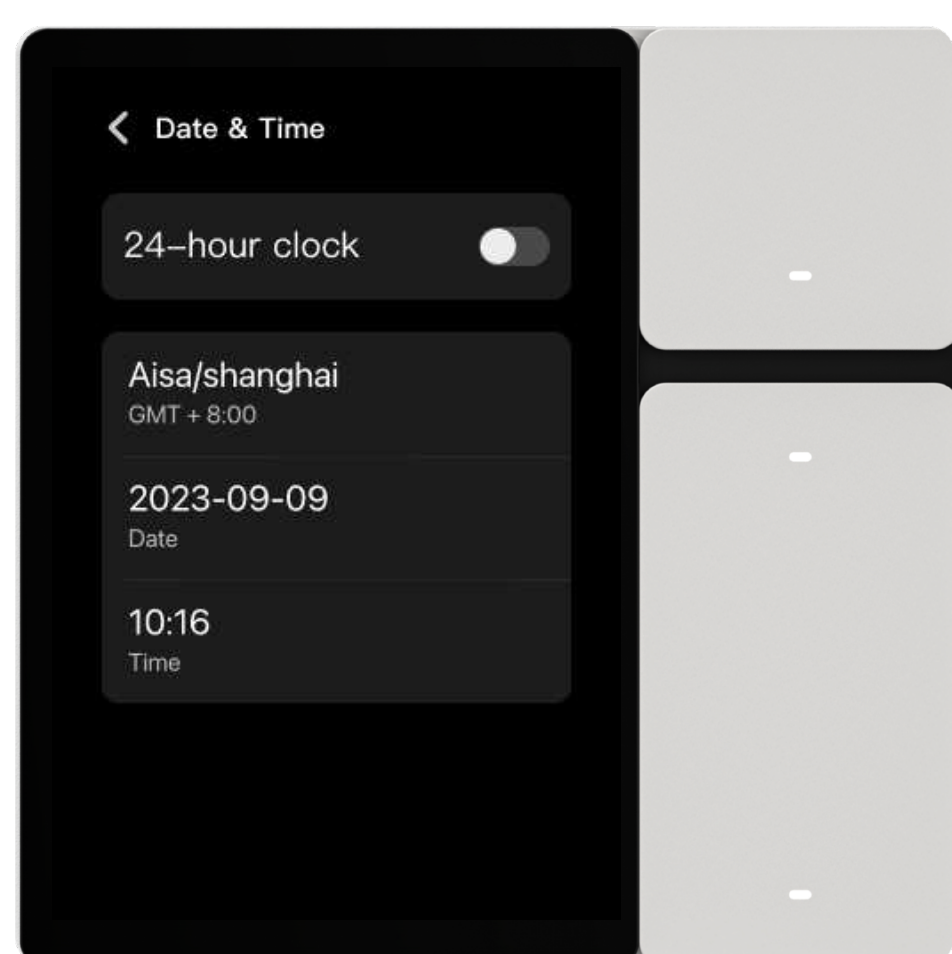 Date & Time
24-hour clock
Aisa/shanghai
GMT + 8:00
2023-09-09
Date
10:16
Time